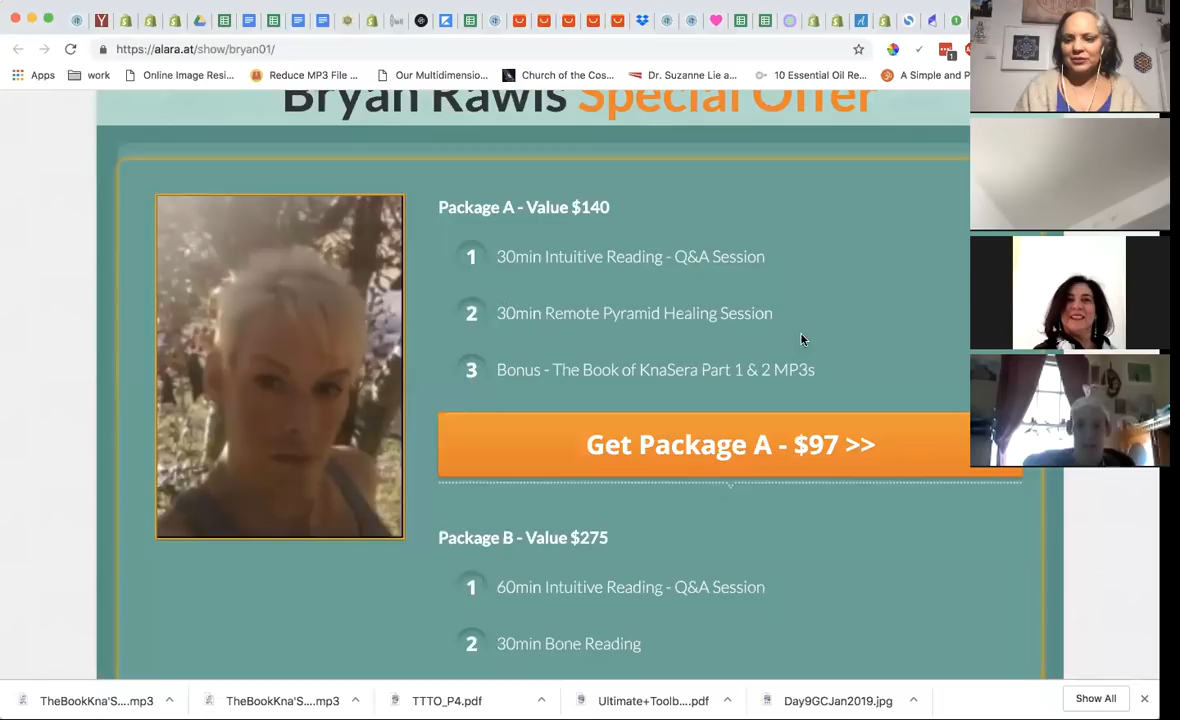 https://alara.at/show/bryan01/
Apps
work
Online Image Resi...
Reduce MP3 File ...
Our Multidimensio...
Church of the Cos...
Dr. Suzanne Lie a...
10 Essential Oil Re...
A Simple and P
Bryan Rawls Special Offer
Package A - Value $140
1 30min Intuitive Reading - Q&A Session
2 30min Remote Pyramid Healing Session
3 Bonus - The Book of KnaSera Part 1 & 2 MP3s
Get Package A - $97 >>
Package B - Value $275
1 60min Intuitive Reading - Q&A Session
2 30min Bone Reading
TheBookKna'S....mp3
TheBookKna'S....mp3
TTTO_P4.pdf
Ultimate+Toolb....pdf
Day9GCJan2019.jpg
Show All